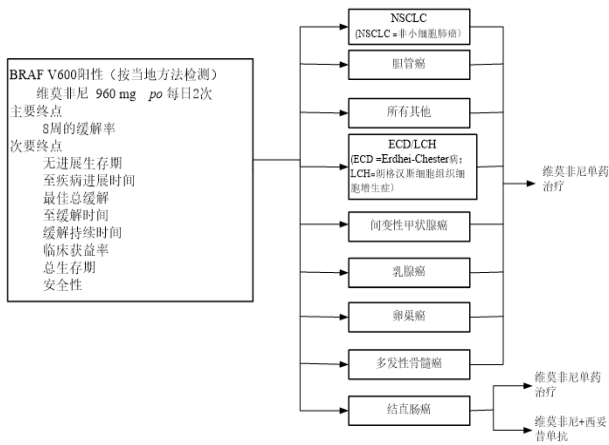 BRAF V600阳性（按当地方法检测）
维莫非尼 960 mg po 每日2次
主要终点
8周的缓解率
次要终点
无进展生存期
至疾病进展时间
最佳总缓解
至缓解时间
缓解持续时间
临床获益率
总生存期
安全性
NSCLC
(NSCLC =非小细胞肺癌）
胆管癌
所有其他
ECD/LCH
(ECD =Erdhei-Chester病;
LCH=朗格汉斯细胞组织细
胞增生症）
间变性甲状腺癌
乳腺癌
卵巢癌
多发性骨髓癌
结直肠癌
维莫非尼单药
治疗
维莫非尼单药
治疗
维莫非尼+西妥
昔单抗